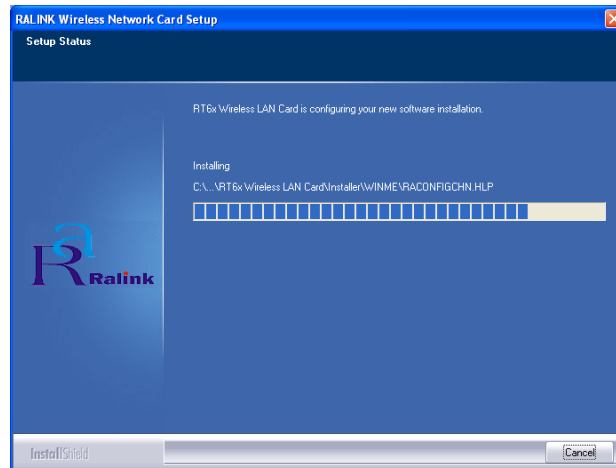 RALINK Wireless Network Card Setup
Setup Status
RT6x Wireless LAN Card is configuring your new software installation.
Installing
C:\...\RT6x Wireless LAN Card\Installer\WINME\RACONFIGCHN.HLP
Ra
Ralink
InstallShield
Cancel